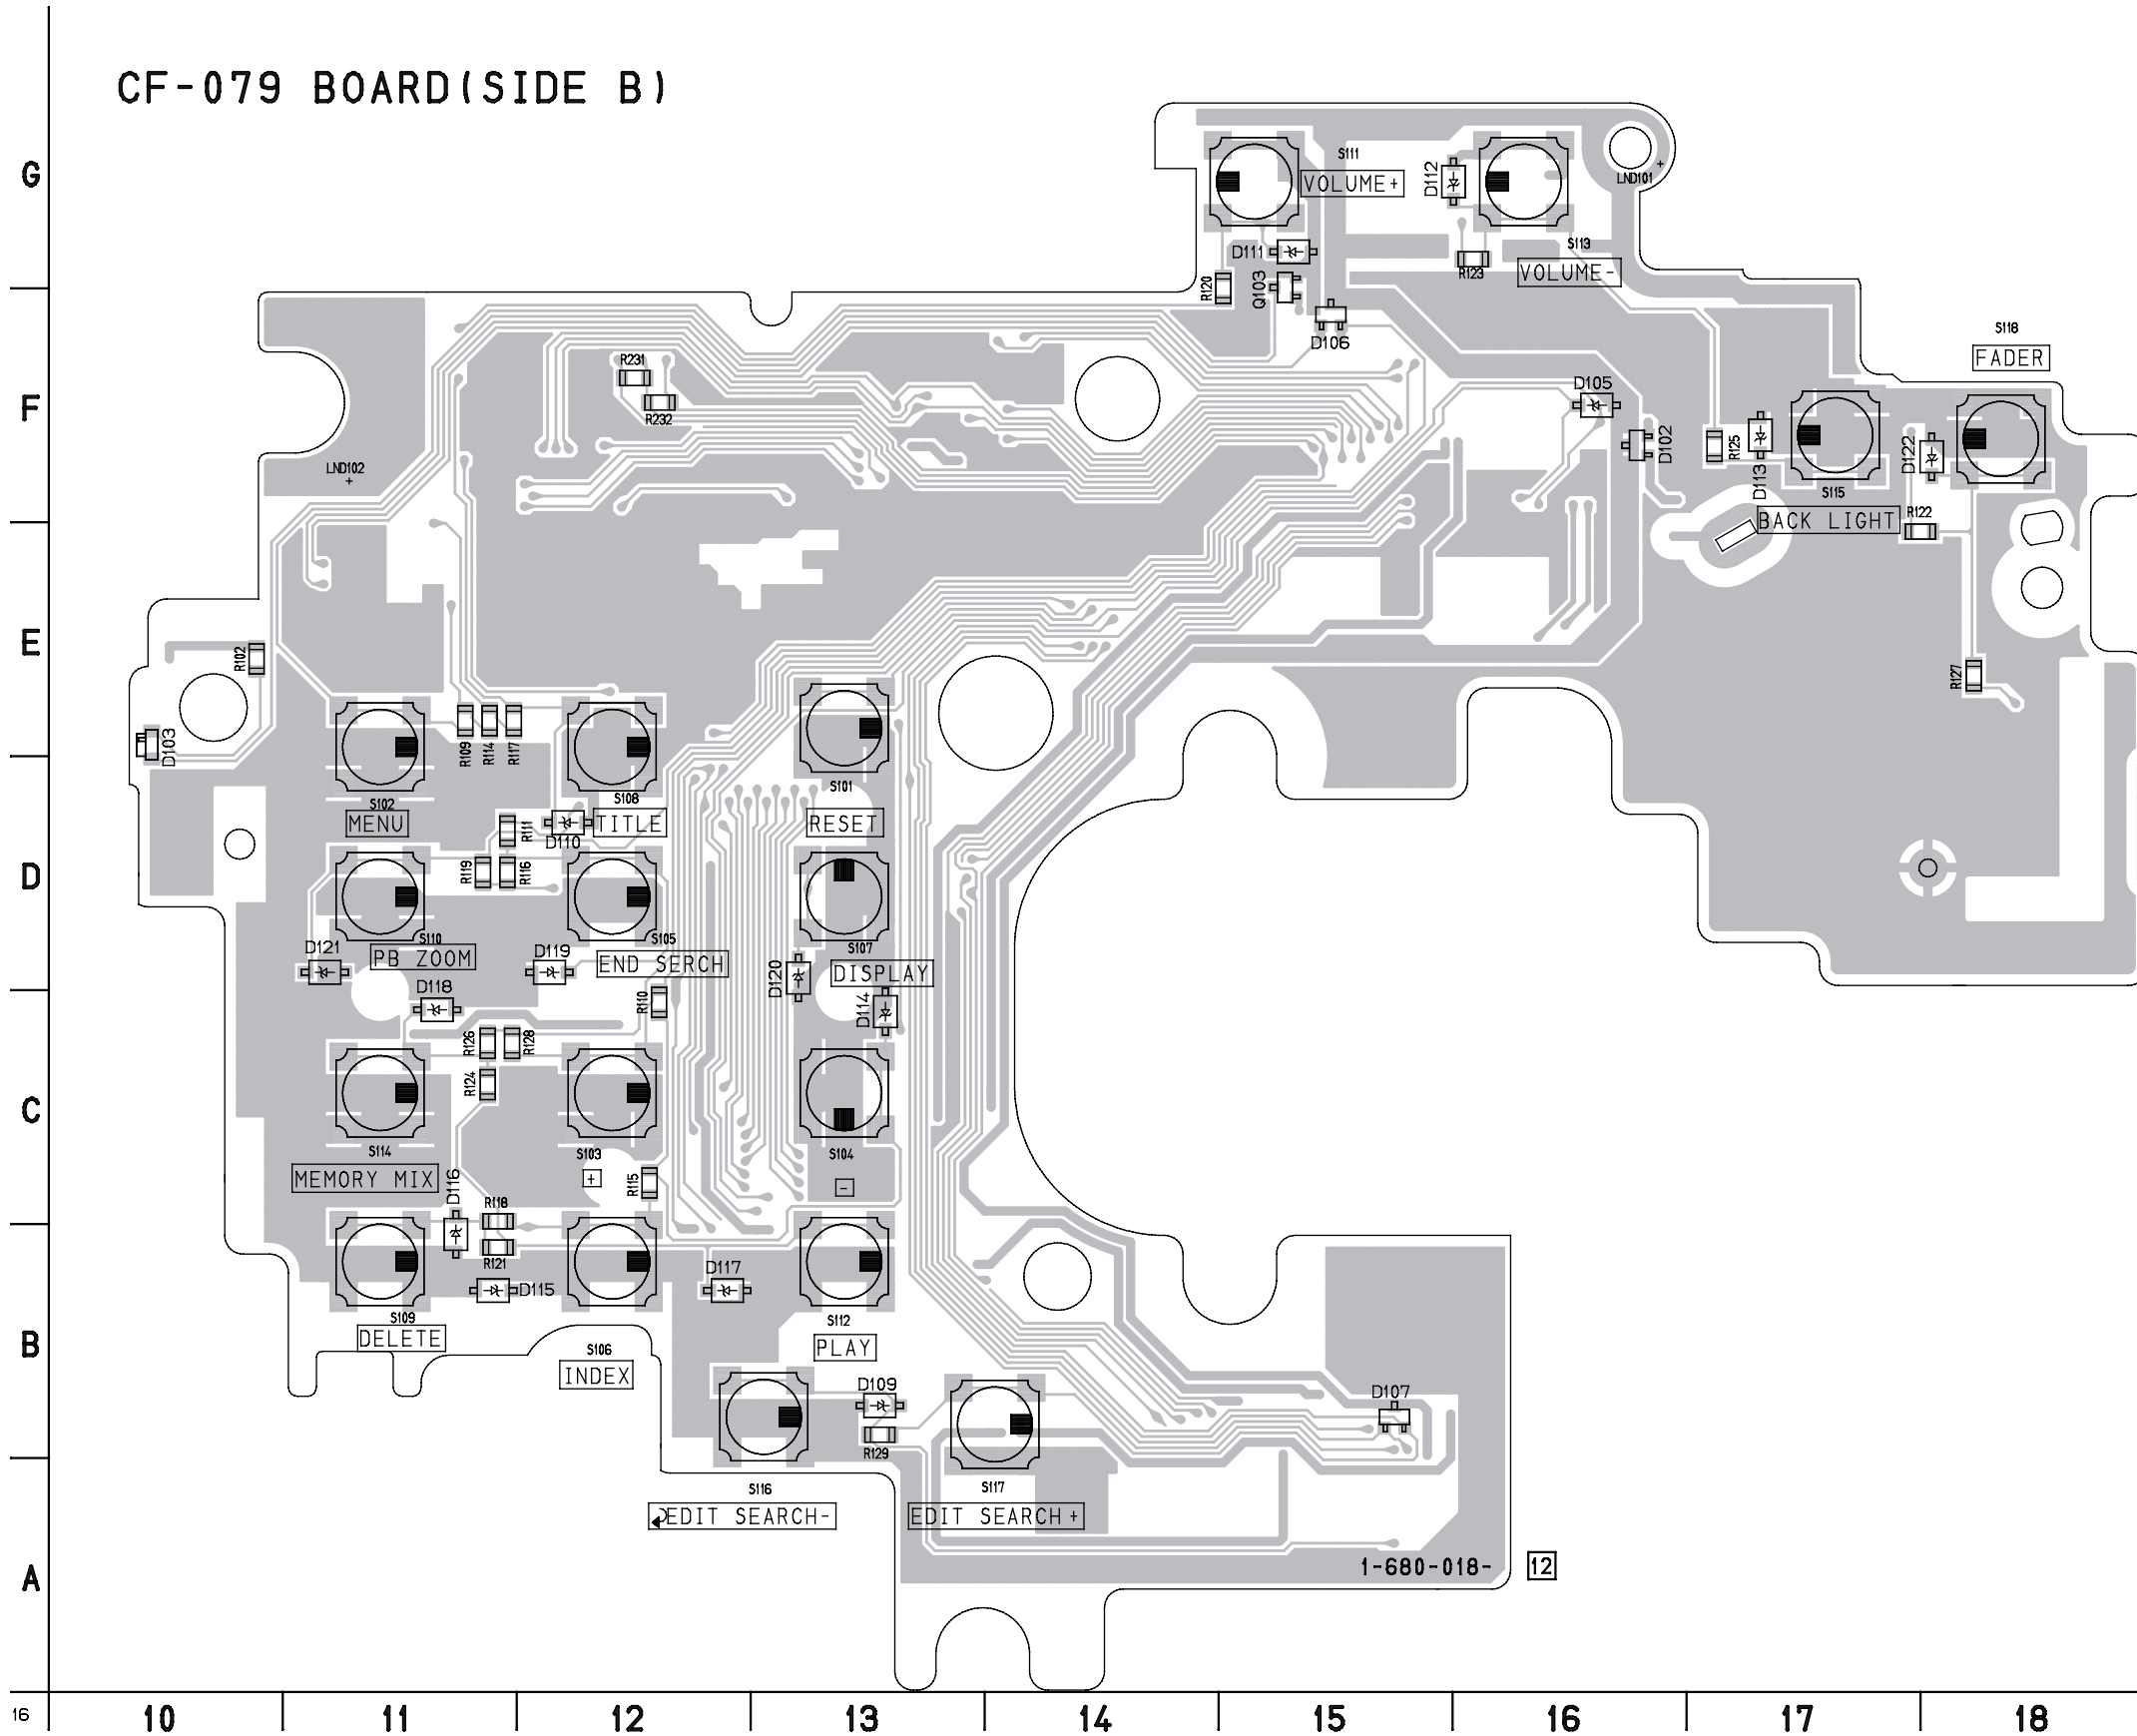 CF-079 BOARD(SIDE B)
G
S111
VOLUME+
D112
LND101
S113
VOLUME-
D111
R123
R120
Q103
D106
S118
FADER
F
R231
R232
D105
D102
R125
D113
S115
BACK LIGHT
D122
R122
LND102
E
R102
R127
D103
R109
R114
R117
S102
MENU
S108
TITLE
S101
RESET
R111
D110
D
R119
R116
D121
S110
PB ZOOM
D119
S105
END SERCH
S107
DISPLAY
D120
D114
D118
R110
R126
R128
R124
C
S114
MEMORY MIX
S103
+
S104
-
R115
D116
R118
R121
D115
D117
B
S109
DELETE
S106
INDEX
S112
PLAY
D109
R129
D107
S116
EDIT SEARCH-
S117
EDIT SEARCH+
A
1-680-018- 12
16 10 11 12 13 14 15 16 17 18